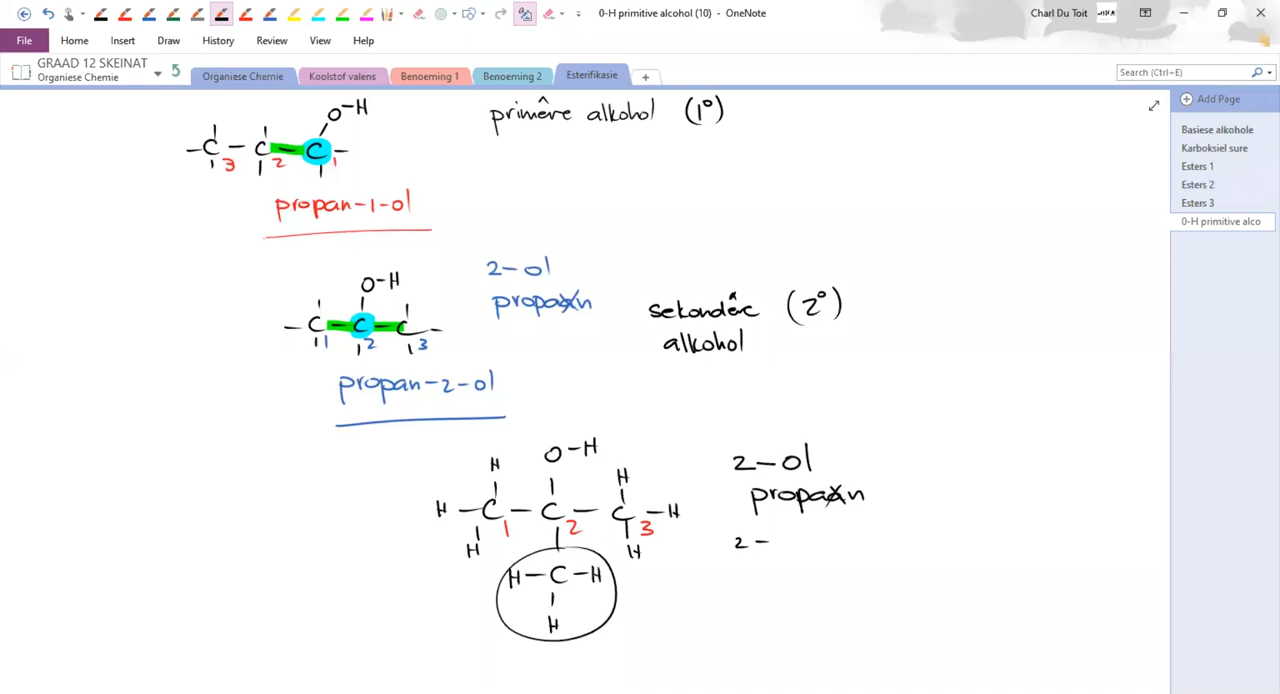 0-H primitive alcohol (10) - OneNote
Charl Du Toit
File Home Insert Draw History Review View Help
GRAAD 12 SKEINAT
Organiese Chemie
Organiese Chemie Koolstof valens Benoeming 1 Benoeming 2 Esterifikasie +
Search (Ctrl+E)
Add Page
Basiese alkohole
Karboksiel sure
Esters 1
Esters 2
Esters 3
0-H primitive alco
O-H
primêre alkohol (1°)
-C-C-C-
3 2 1
propan-1-ol
O-H
2-ol
propaan
sekondêre (2°)
alkohol
-C-C-C-
1 2 3
propan-2-ol
O-H
H H
H-C-C-C-H
1 2 3
H H
H-C-H
H
2-ol
propaan
2-